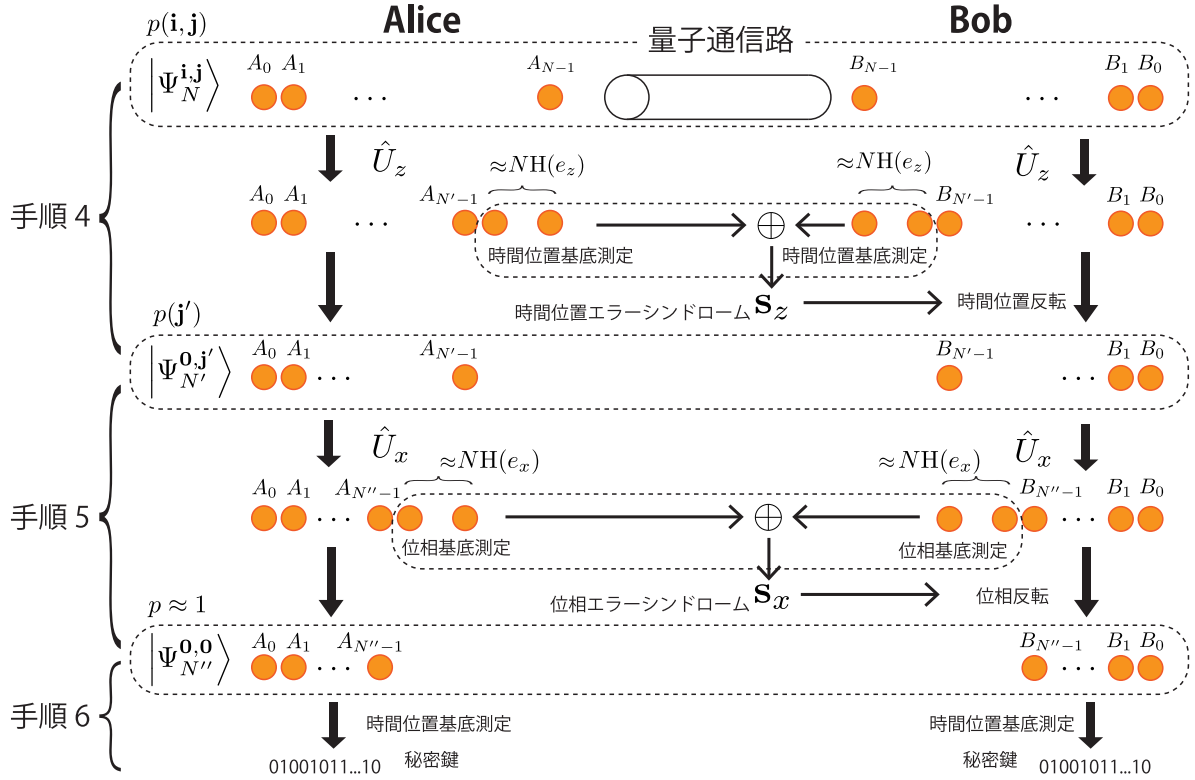 p(i, j)
Alice
量子通信路
Bob
|Ψ_N^{i,j}⟩
A_0 A_1 ··· A_{N-1}
B_{N-1} ··· B_1 B_0
手順 4
Û_z
≈NH(e_z)
≈NH(e_z)
Û_z
A_0 A_1 ··· A_{N'-1}
⊕
B_{N'-1} ··· B_1 B_0
時間位置基底測定
時間位置基底測定
時間位置エラーシンドローム s_z
時間位置反転
p(j')
|Ψ_{N'}^{0,j'}⟩
A_0 A_1 ··· A_{N'-1}
B_{N'-1} ··· B_1 B_0
手順 5
Û_x
≈NH(e_x)
≈NH(e_x)
Û_x
A_0 A_1 ··· A_{N''-1}
⊕
B_{N''-1} ··· B_1 B_0
位相基底測定
位相基底測定
位相エラーシンドローム s_x
位相反転
p ≈ 1
|Ψ_{N''}^{0,0}⟩
A_0 A_1 ··· A_{N''-1}
B_{N''-1} ··· B_1 B_0
手順 6
時間位置基底測定
時間位置基底測定
01001011...10
秘密鍵
秘密鍵
01001011...10